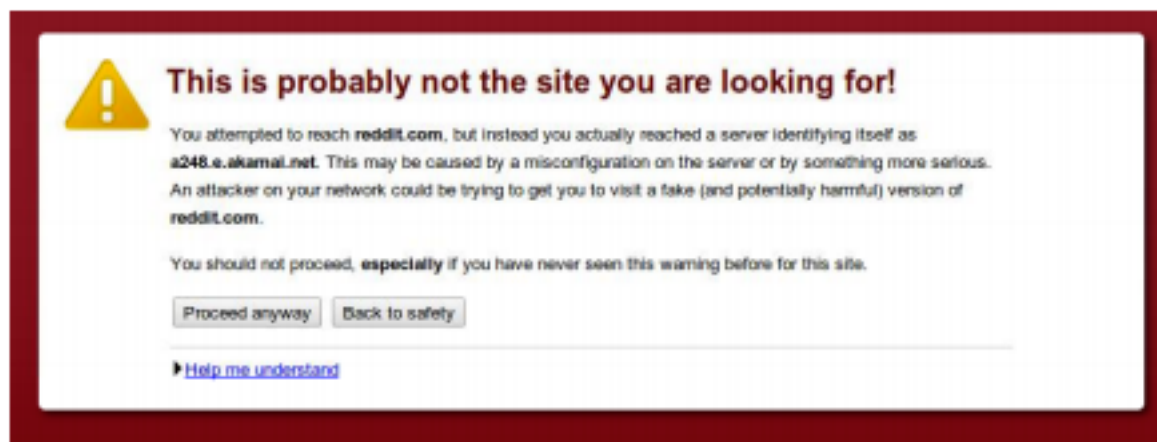 This is probably not the site you are looking for!
You attempted to reach reddit.com, but instead you actually reached a server identifying itself as
a248.e.akamai.net. This may be caused by a misconfiguration on the server or by something more serious.
An attacker on your network could be trying to get you to visit a fake (and potentially harmful) version of
reddit.com.
You should not proceed, especially if you have never seen this warning before for this site.
Proceed anyway Back to safety
Help me understand